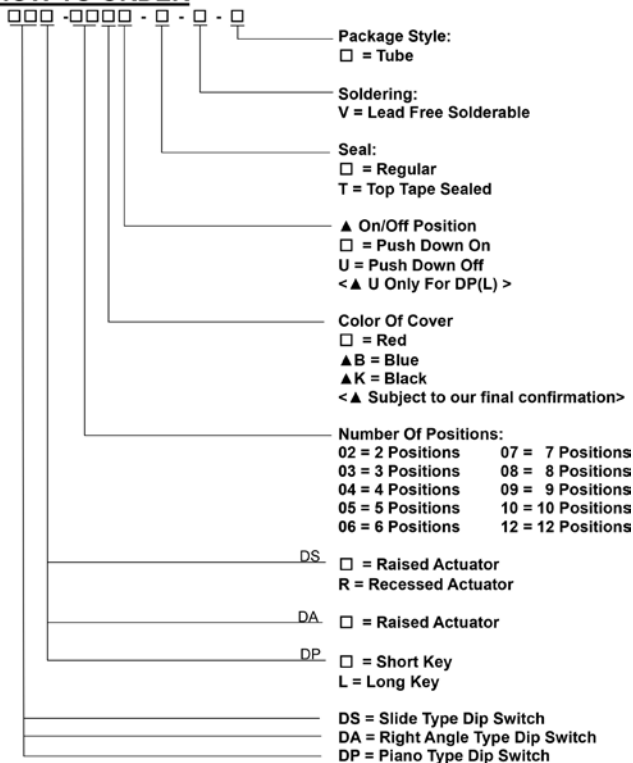 □□□ -□□□□ - □ - □ - □
Package Style:
□ = Tube
Soldering:
V = Lead Free Solderable
Seal:
□ = Regular
T = Top Tape Sealed
▲ On/Off Position
□ = Push Down On
U = Push Down Off
<▲ U Only For DP(L) >
Color Of Cover
□ = Red
▲B = Blue
▲K = Black
<▲ Subject to our final confirmation>
Number Of Positions:
02 = 2 Positions 07 = 7 Positions
03 = 3 Positions 08 = 8 Positions
04 = 4 Positions 09 = 9 Positions
05 = 5 Positions 10 = 10 Positions
06 = 6 Positions 12 = 12 Positions
DS □ = Raised Actuator
R = Recessed Actuator
DA □ = Raised Actuator
DP □ = Short Key
L = Long Key
DS = Slide Type Dip Switch
DA = Right Angle Type Dip Switch
DP = Piano Type Dip Switch